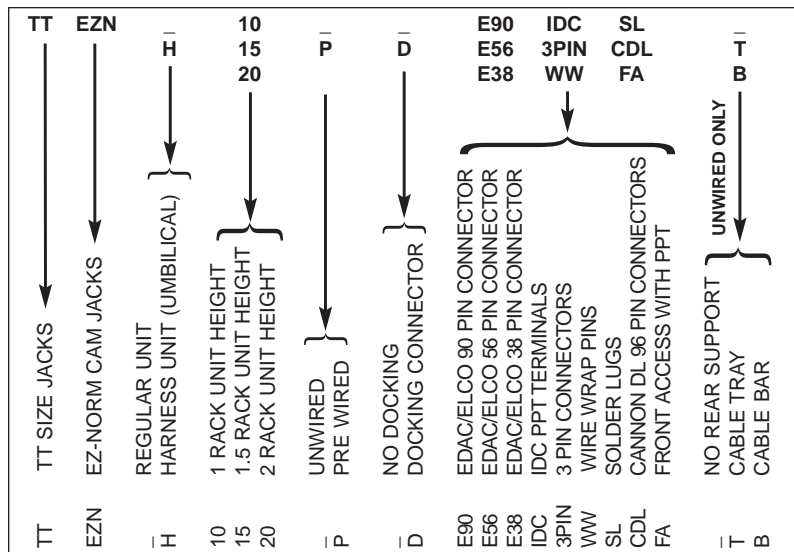 TT EZN _ 10 _ _ E90 IDC SL _
H 15 P D E56 3PIN CDL T
20 E38 WW FA B
UNWIRED ONLY
TT SIZE JACKS
EZ-NORM CAM JACKS
REGULAR UNIT
HARNESS UNIT (UMBILICAL)
1 RACK UNIT HEIGHT
1.5 RACK UNIT HEIGHT
2 RACK UNIT HEIGHT
UNWIRED
PRE WIRED
NO DOCKING
DOCKING CONNECTOR
EDAC/ELCO 90 PIN CONNECTOR
EDAC/ELCO 56 PIN CONNECTOR
EDAC/ELCO 38 PIN CONNECTOR
IDC PPT TERMINALS
3 PIN CONNECTORS
WIRE WRAP PINS
SOLDER LUGS
CANNON DL 96 PIN CONNECTORS
FRONT ACCESS WITH PPT
NO REAR SUPPORT
CABLE TRAY
CABLE BAR
TT
EZN
_
H
10
15
20
_
P
_
D
E90
E56
E38
IDC
3PIN
WW
SL
CDL
FA
_
T
B